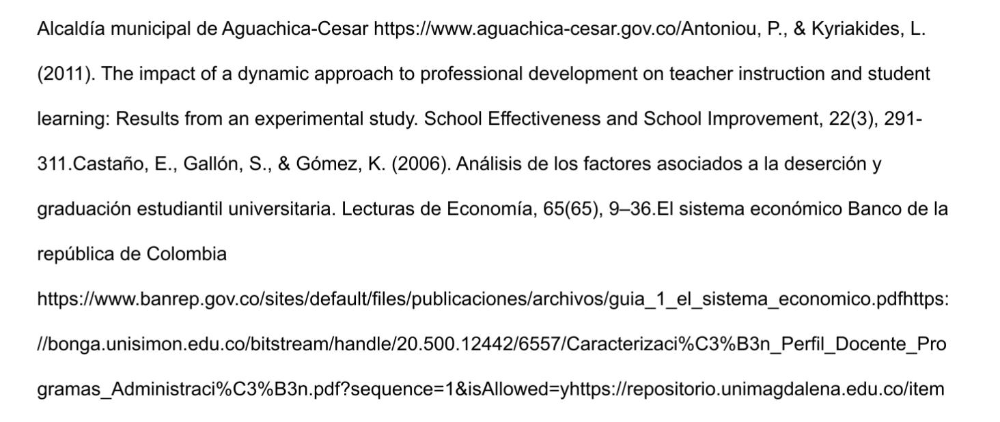 Alcaldía municipal de Aguachica-Cesar https://www.aguachica-cesar.gov.co/Antoniou, P., & Kyriakides, L.
(2011). The impact of a dynamic approach to professional development on teacher instruction and student
learning: Results from an experimental study. School Effectiveness and School Improvement, 22(3), 291-
311.Castaño, E., Gallón, S., & Gómez, K. (2006). Análisis de los factores asociados a la deserción y
graduación estudiantil universitaria. Lecturas de Economía, 65(65), 9–36.El sistema económico Banco de la
república de Colombia
https://www.banrep.gov.co/sites/default/files/publicaciones/archivos/guia_1_el_sistema_economico.pdfhttps:
//bonga.unisimon.edu.co/bitstream/handle/20.500.12442/6557/Caracterizaci%C3%B3n_Perfil_Docente_Pro
gramas_Administraci%C3%B3n.pdf?sequence=1&isAllowed=yhttps://repositorio.unimagdalena.edu.co/item